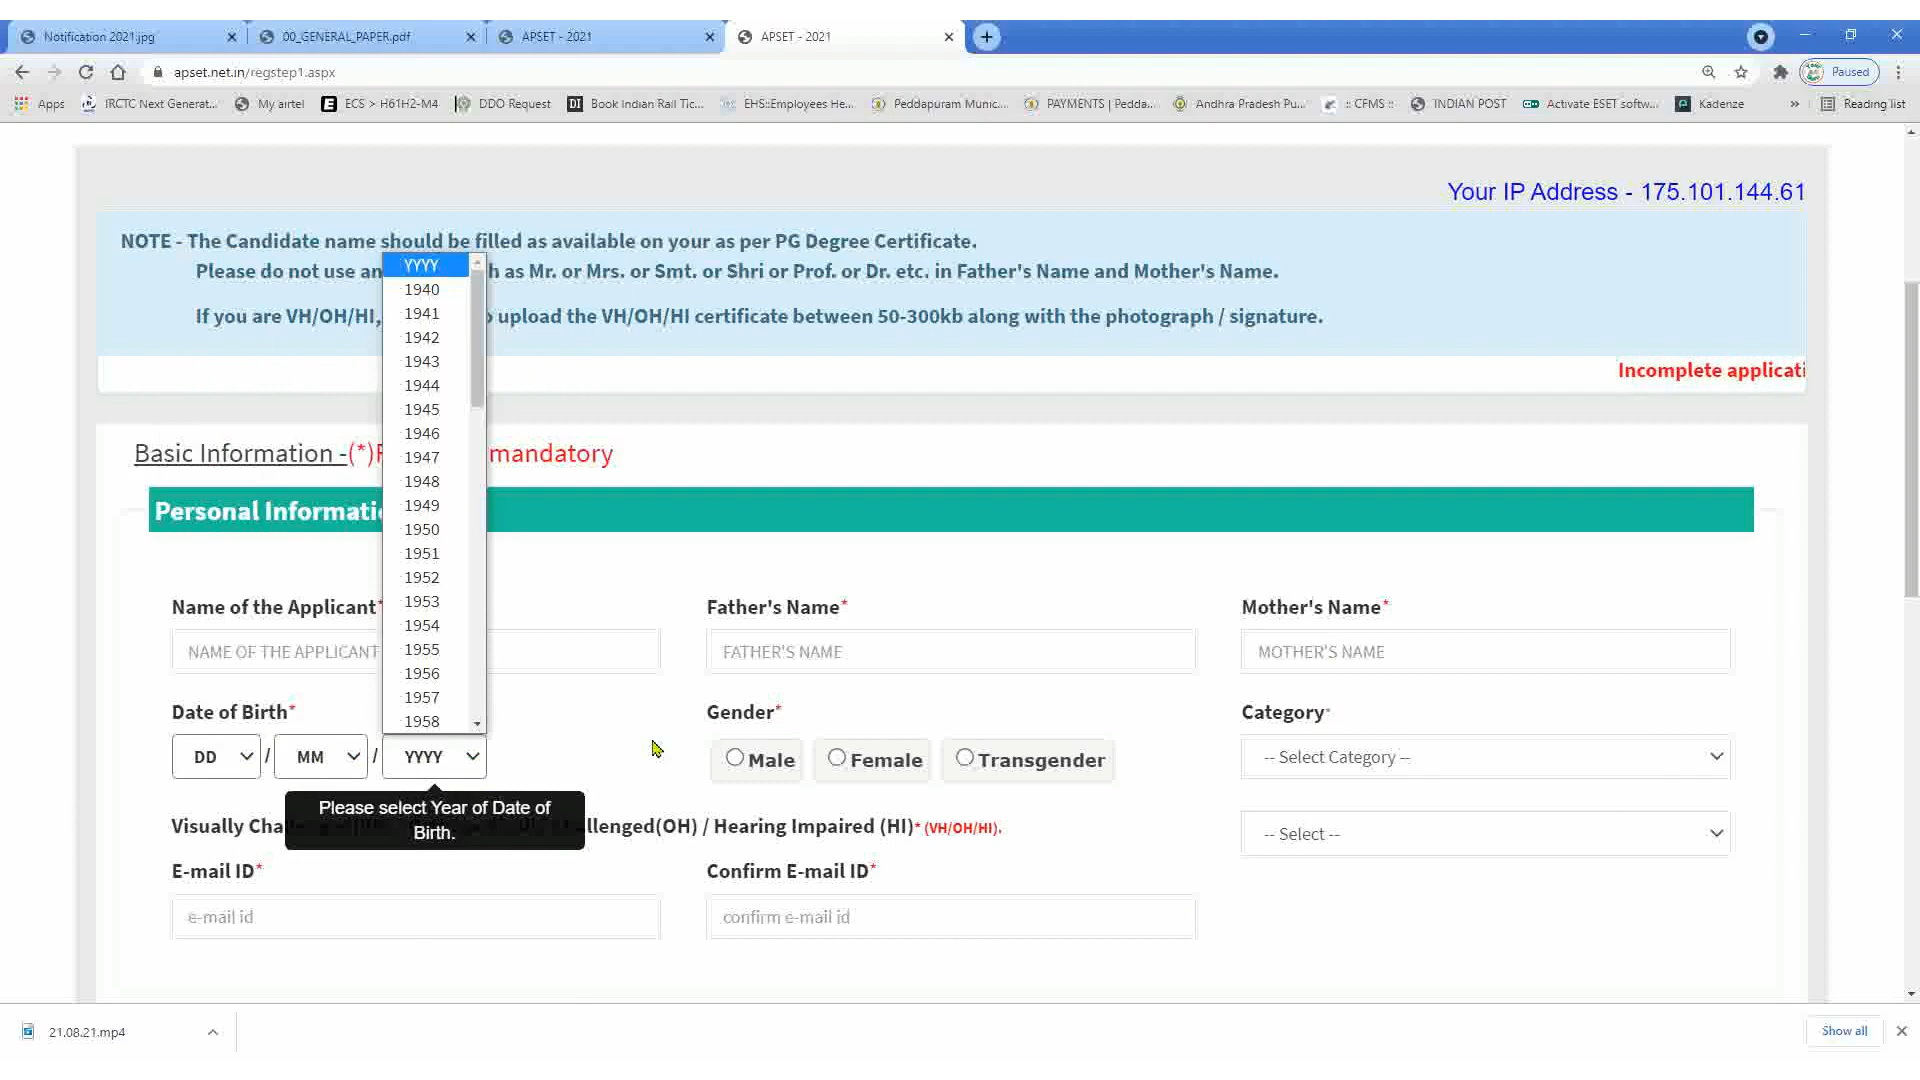 Notification 2021.jpg
00_GENERAL_PAPER.pdf
APSET - 2021
APSET - 2021
apset.net.in/regstep1.aspx
Paused
Apps
IRCTC Next Generat...
My airtel
ECS > H61H2-M4
DDO Request
Book Indian Rail Tic...
EHS::Employees He...
Peddapuram Munic...
PAYMENTS | Pedda...
Andhra Pradesh Pu...
:: CFMS ::
INDIAN POST
Activate ESET softw...
Kadenze
»
Reading list
Your IP Address - 175.101.144.61
NOTE - The Candidate name should be filled as available on your as per PG Degree Certificate.
Please do not use an h as Mr. or Mrs. or Smt. or Shri or Prof. or Dr. etc. in Father's Name and Mother's Name.
If you are VH/OH/HI, upload the VH/OH/HI certificate between 50-300kb along with the photograph / signature.
Incomplete applicati
YYYY
1940
1941
1942
1943
1944
1945
1946
1947
1948
1949
1950
1951
1952
1953
1954
1955
1956
1957
1958
Basic Information -(*)F mandatory
Personal Informati
Name of the Applicant*
Father's Name*
Mother's Name*
NAME OF THE APPLICANT
FATHER'S NAME
MOTHER'S NAME
Date of Birth*
Gender*
Category*
DD / MM / YYYY
Male
Female
Transgender
-- Select Category --
Please select Year of Date of
Birth.
Visually Cha llenged(OH) / Hearing Impaired (HI)* (VH/OH/HI).
-- Select --
E-mail ID*
Confirm E-mail ID*
e-mail id
confirm e-mail id
21.08.21.mp4
Show all